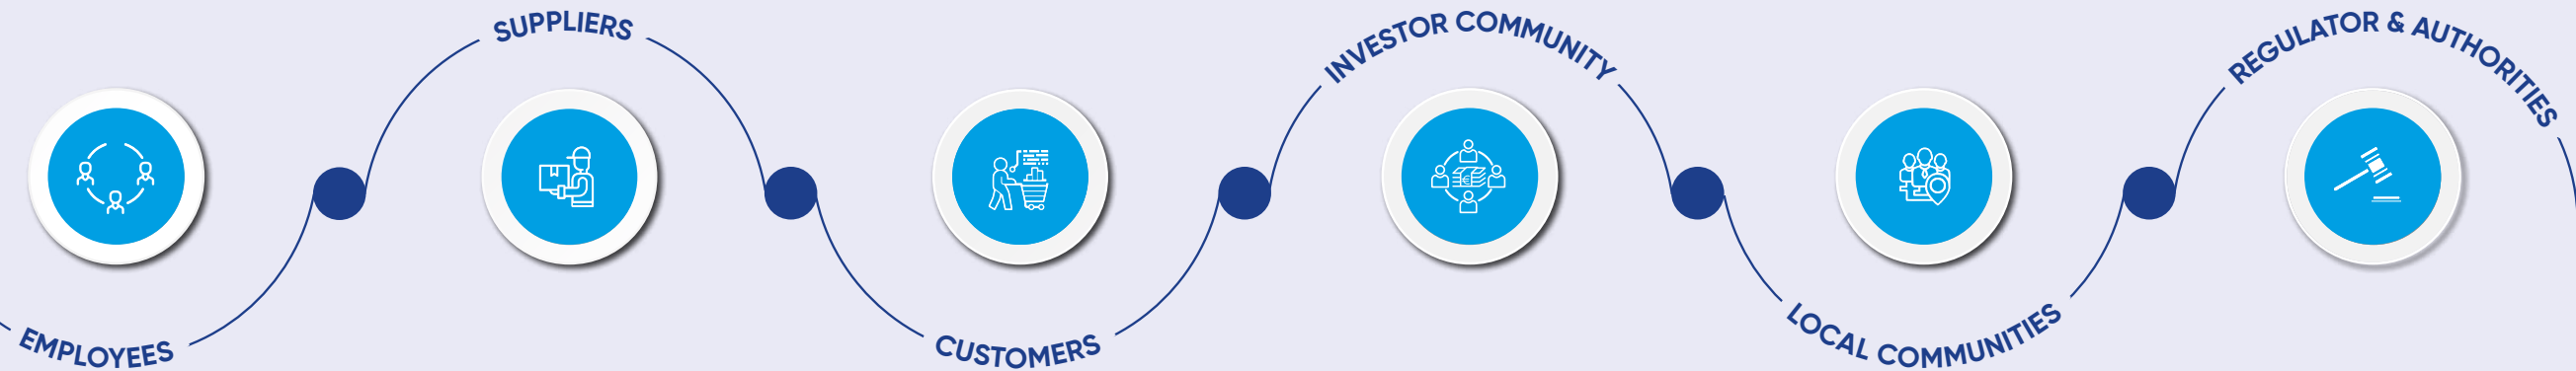 EMPLOYEES
SUPPLIERS
CUSTOMERS
INVESTOR COMMUNITY
LOCAL COMMUNITIES
REGULATOR & AUTHORITIES